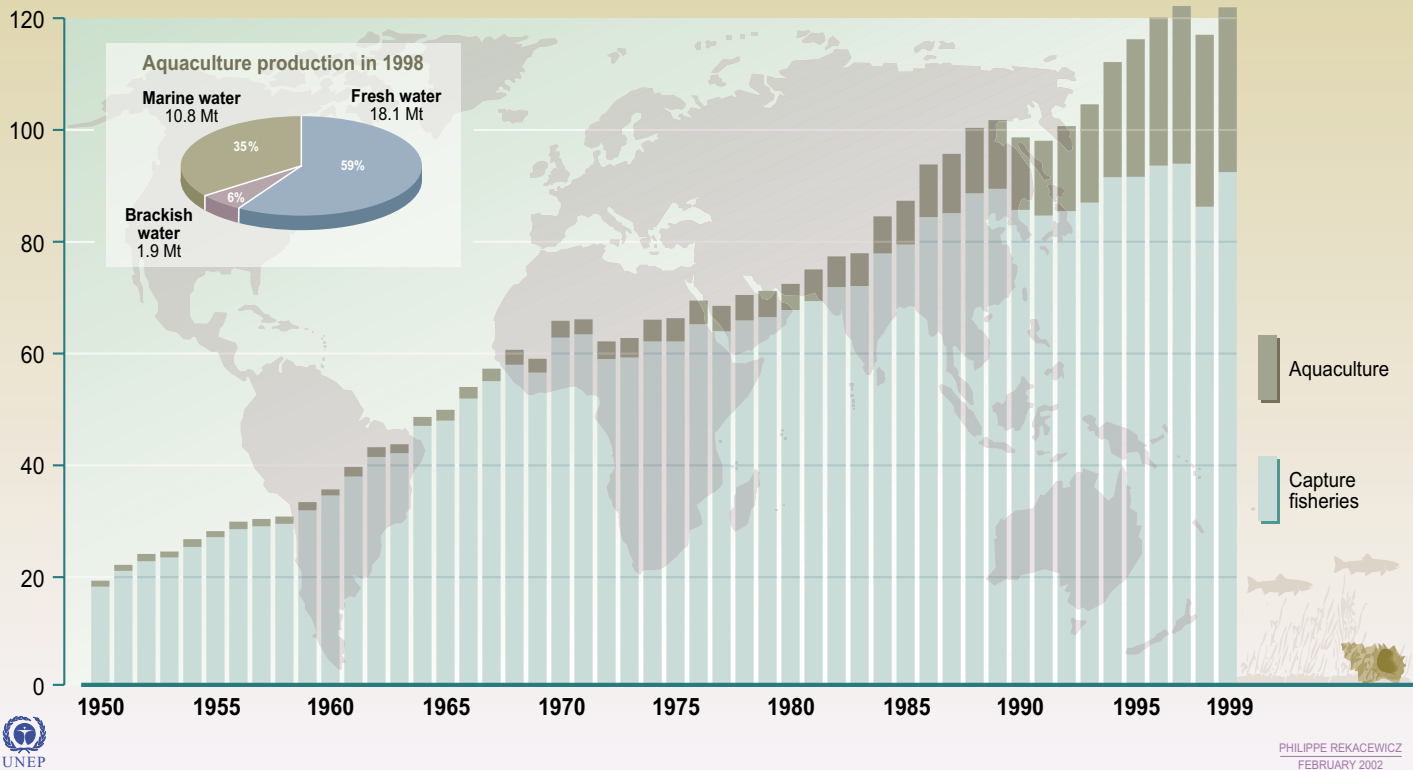 120
100
80
60
40
20
0
Aquaculture production in 1998
Marine water
10.8 Mt
Fresh water
18.1 Mt
35%
59%
6%
Brackish
water
1.9 Mt
Aquaculture
Capture
fisheries
1950 1955 1960 1965 1970 1975 1980 1985 1990 1995 1999
UNEP
PHILIPPE REKACEWICZ
FEBRUARY 2002